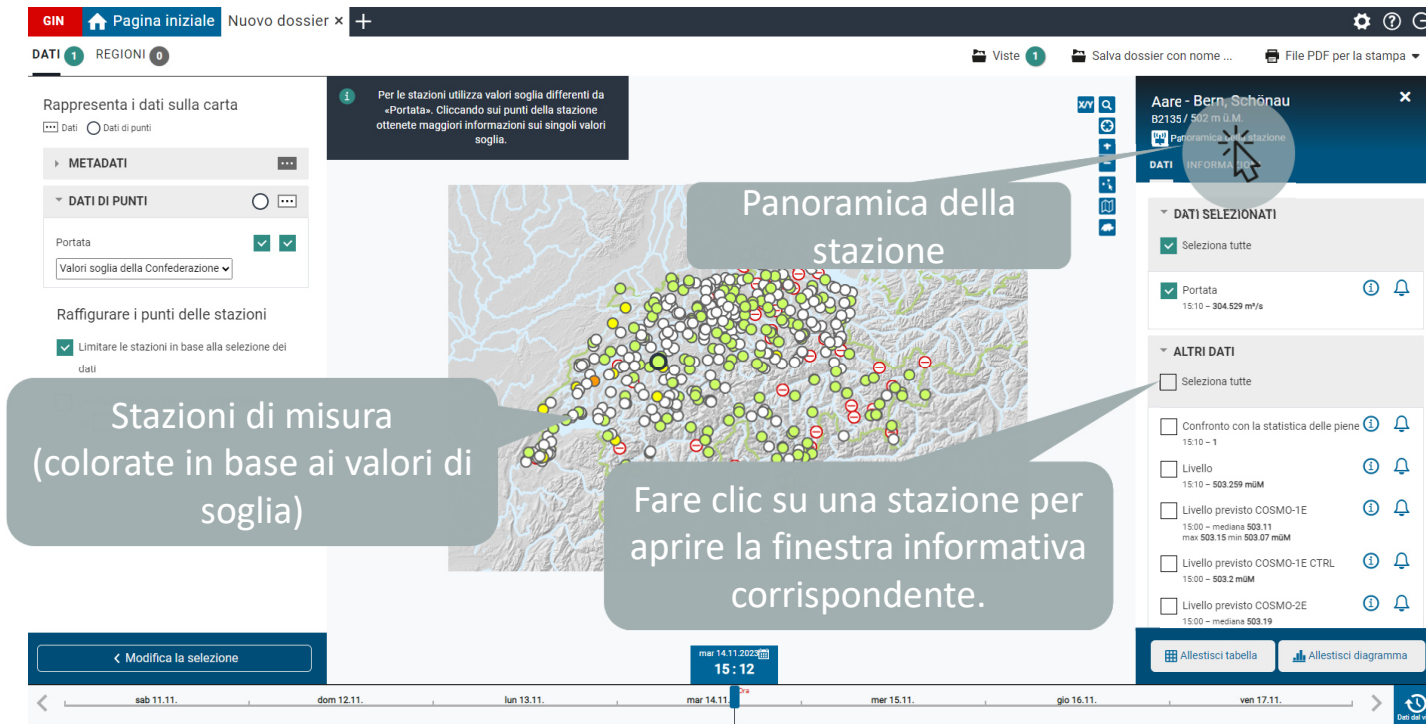 GIN Pagina iniziale Nuovo dossier × +
DATI 1 REGIONI 0
Viste 1 Salva dossier con nome ... File PDF per la stampa
Rappresenta i dati sulla carta
Dati Dati di punti
METADATI
DATI DI PUNTI
Portata
Valori soglia della Confederazione
Raffigurare i punti delle stazioni
Limitare le stazioni in base alla selezione dei
dati
Stazioni di misura
(colorate in base ai valori di
soglia)
Modifica la selezione
Per le stazioni utilizza valori soglia differenti da
«Portata». Cliccando sui punti della stazione
ottenete maggiori informazioni sui singoli valori
soglia.
X/Y
Panoramica della
stazione
Fare clic su una stazione per
aprire la finestra informativa
corrispondente.
Aare - Bern, Schönau
B2135 / 502 m ü.M.
Panoramica della stazione
DATI
DATI SELEZIONATI
Seleziona tutte
Portata
15:10 – 304.529 m³/s
ALTRI DATI
Seleziona tutte
Confronto con la statistica delle piene
15:10 – 1
Livello
15:10 – 503.259 müM
Livello previsto COSMO-1E
15:00 – mediana 503.11
max 503.15 min 503.07 müM
Livello previsto COSMO-1E CTRL
15:00 – 503.2 müM
Livello previsto COSMO-2E
15:00 – mediana 503.19
Allestisci tabella Allestisci diagramma
mar 14.11.2023
15 : 12
Ora
sab 11.11. dom 12.11. lun 13.11. mar 14.11. mer 15.11. gio 16.11. ven 17.11.
Dati dal